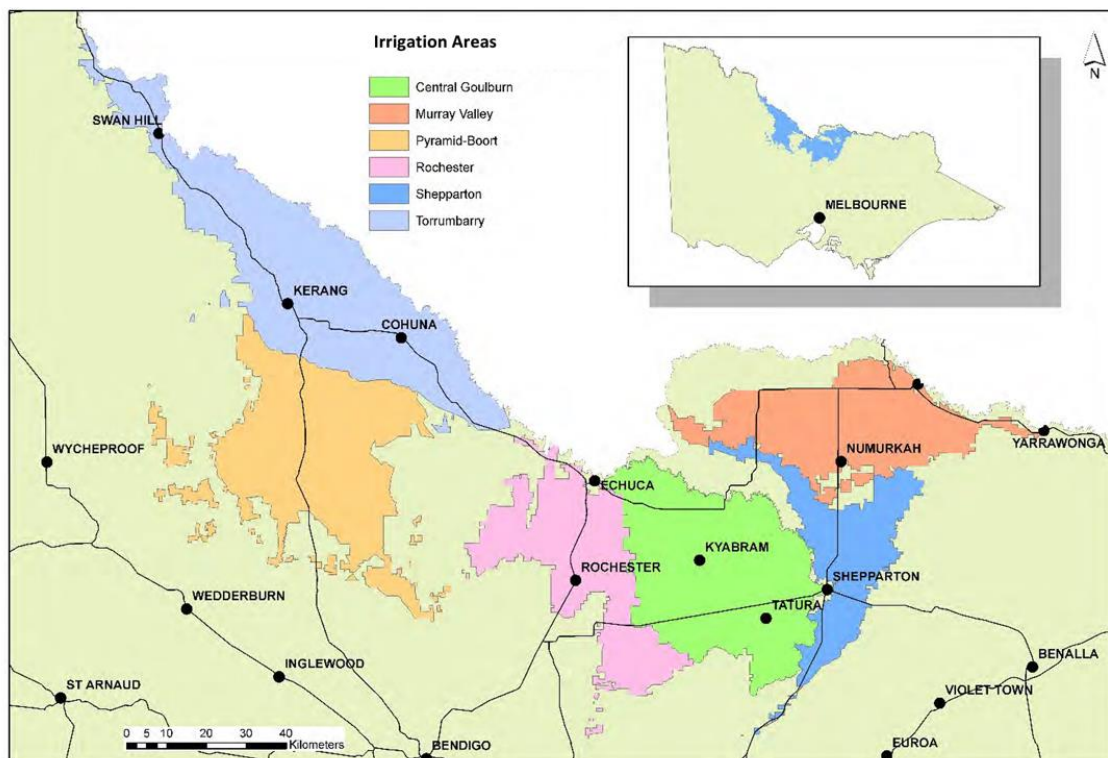 Irrigation Areas
Central Goulburn
Murray Valley
Pyramid-Boort
Rochester
Shepparton
Torrumbarry
N
MELBOURNE
SWAN HILL
KERANG
COHUNA
WYCHEPROOF
ECHUCA
NUMURKAH
YARRAWONGA
KYABRAM
ROCHESTER
SHEPPARTON
TATURA
WEDDERBURN
INGLEWOOD
BENALLA
ST ARNAUD
VIOLET TOWN
EUROA
BENDIGO
0 5 10 20 30 40
Kilometers